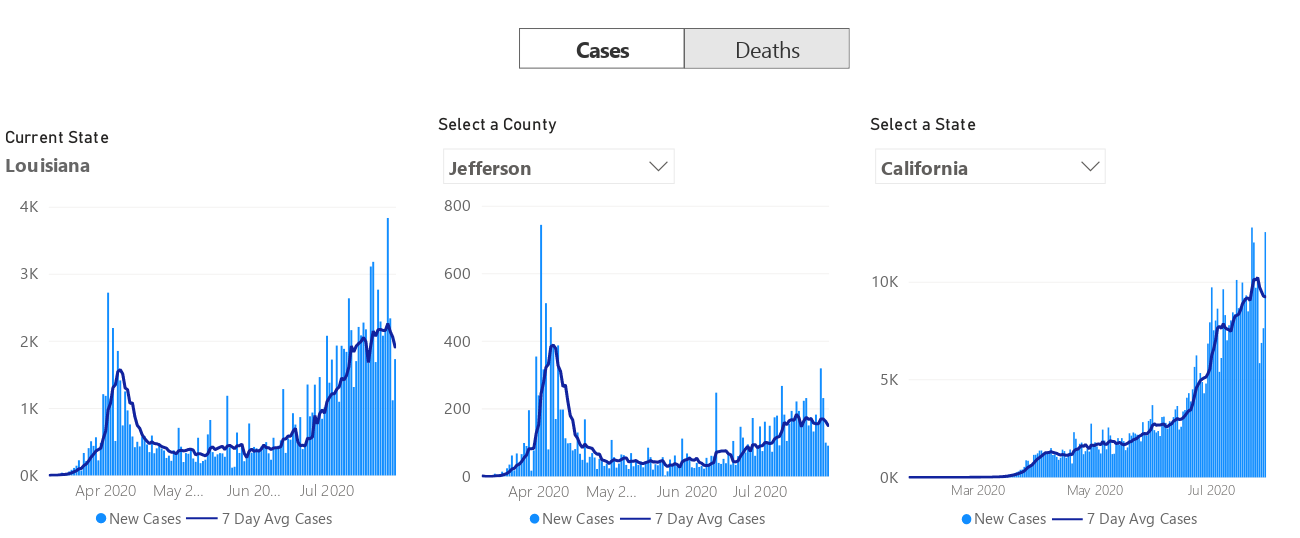 Cases Deaths
Current State
Louisiana
4K
3K
2K
1K
0K
Apr 2020 May 2... Jun 20... Jul 2020
New Cases 7 Day Avg Cases
Select a County
Jefferson
800
600
400
200
0
Apr 2020 May 2... Jun 2020 Jul 2020
New Cases 7 Day Avg Cases
Select a State
California
10K
5K
0K
Mar 2020 May 2020 Jul 2020
New Cases 7 Day Avg Cases